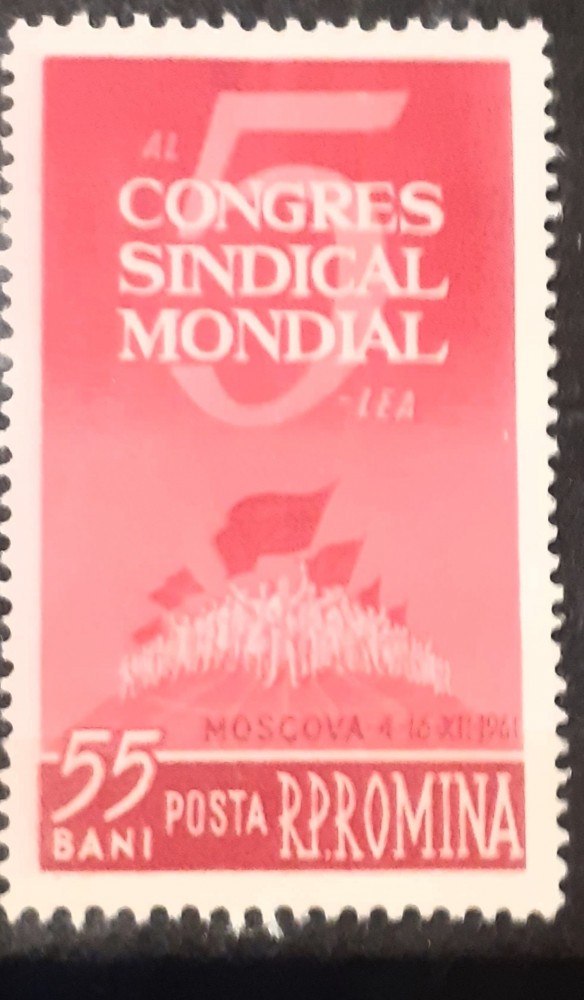 AL 5
CONGRES
SINDICAL
MONDIAL
-LEA
MOSCOVA-4-16-XII-1961
55
BANI
POSTA R.P.ROMINA